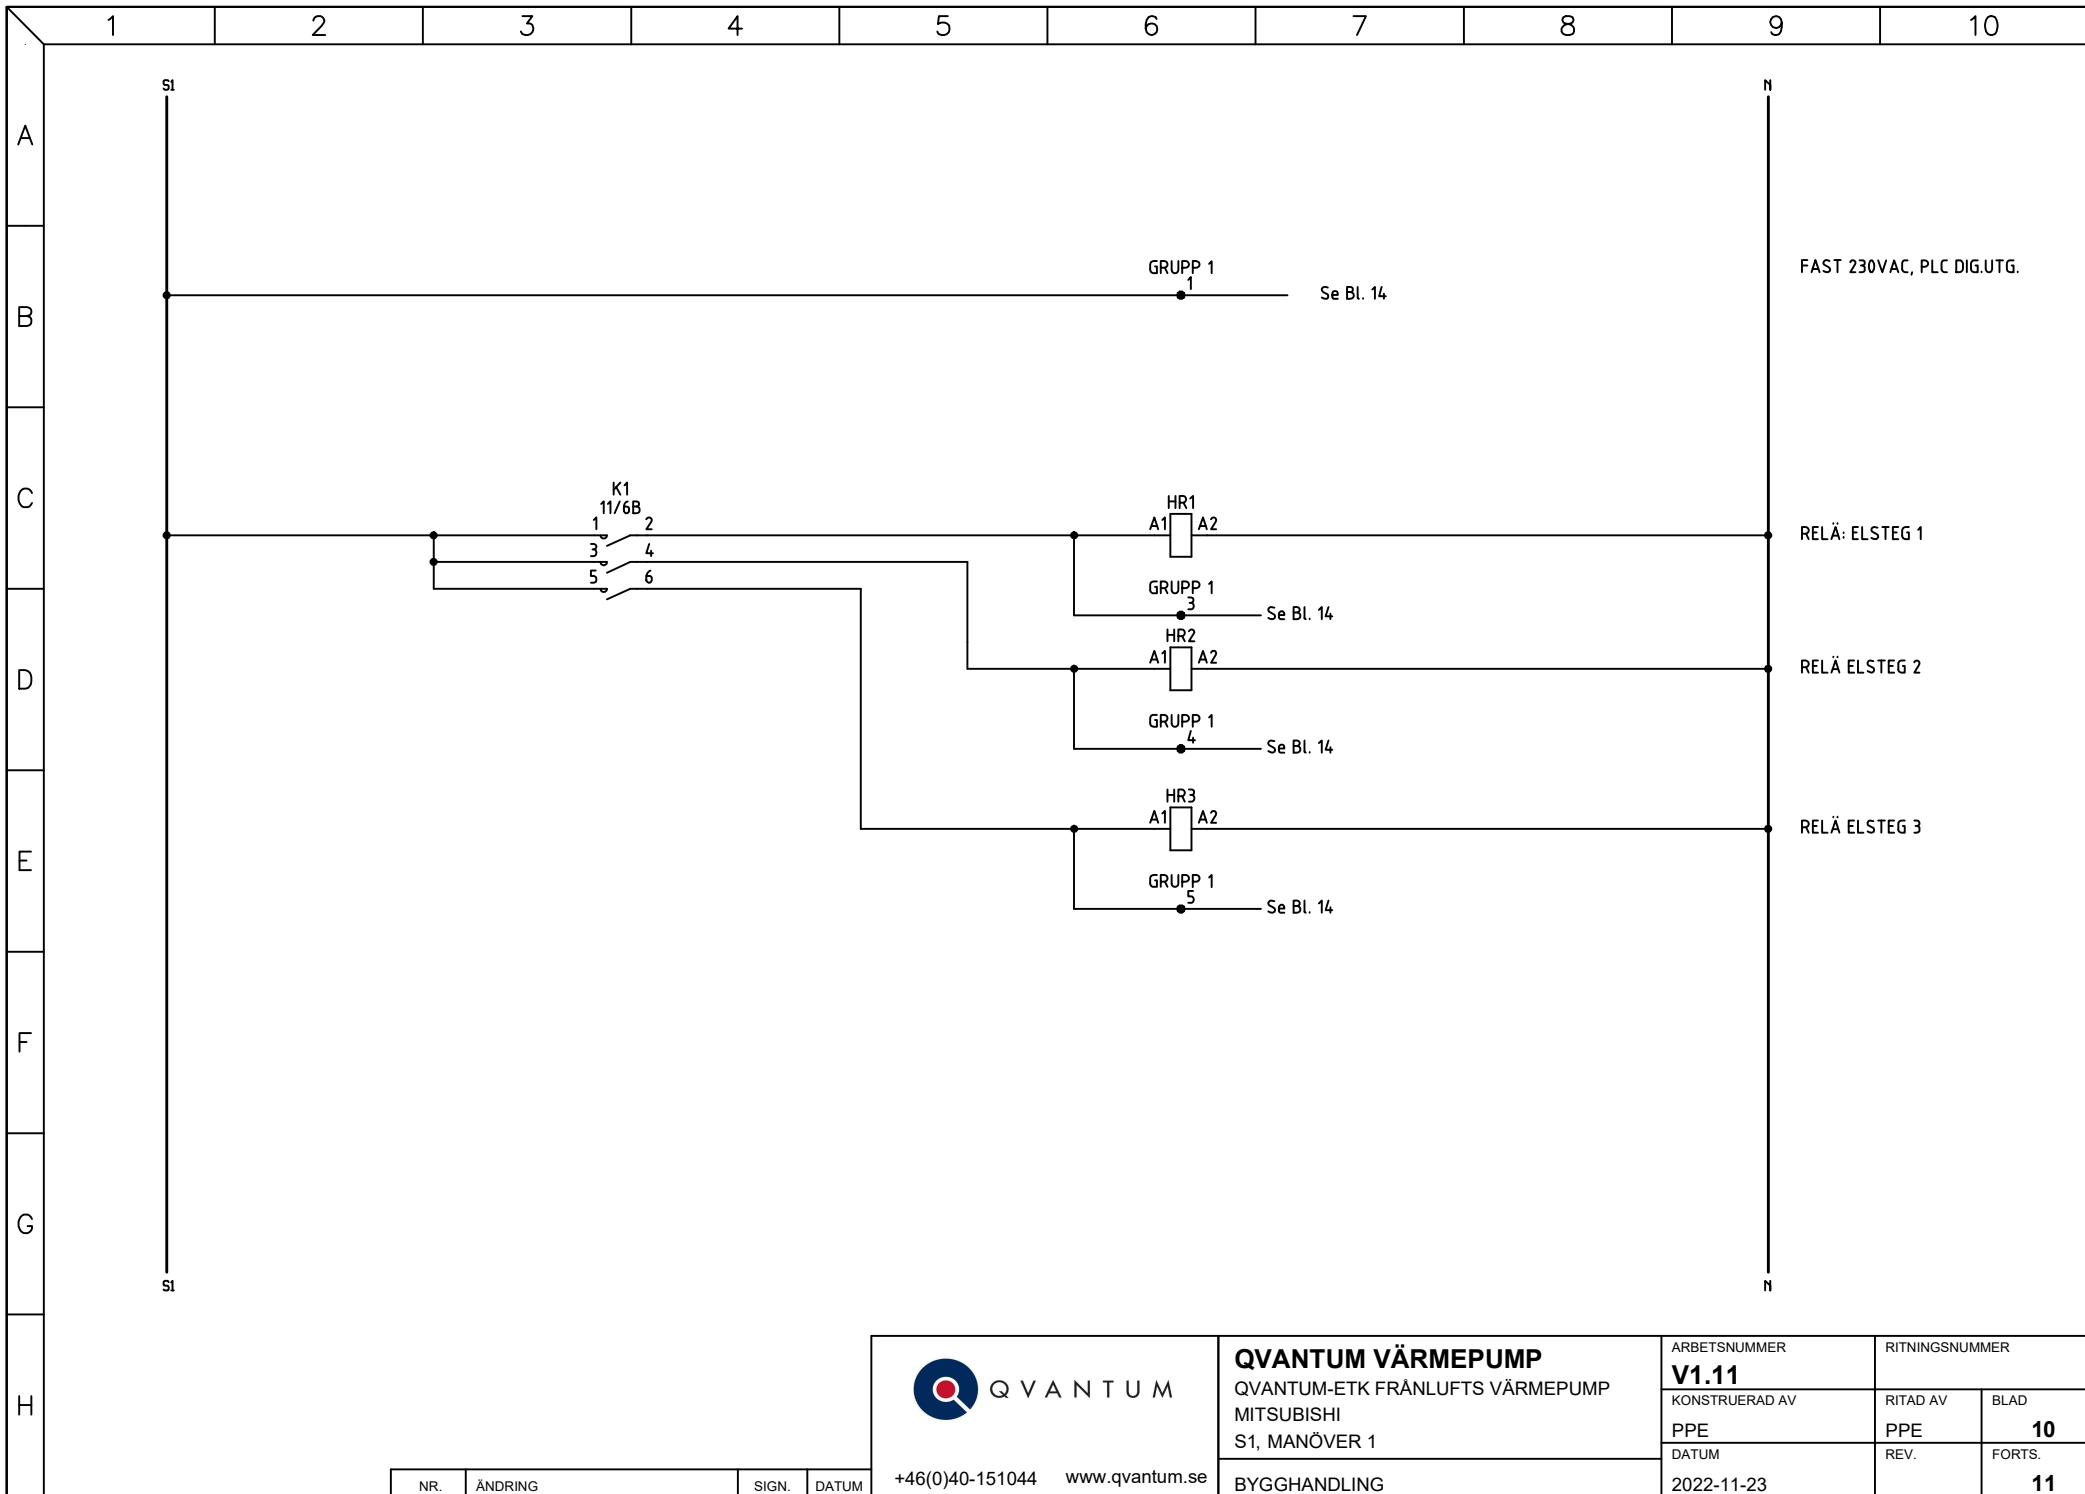 1 2 3 4 5 6 7 8 9 10
S1 N
A
GRUPP 1
1
FAST 230VAC, PLC DIG.UTG.
Se Bl. 14
B
K1
11/6B
C
HR1
1 2
A1 A2
RELÄ: ELSTEG 1
3 4
5 6
GRUPP 1
3
Se Bl. 14
HR2
A1 A2
RELÄ ELSTEG 2
D
GRUPP 1
4
Se Bl. 14
HR3
A1 A2
RELÄ ELSTEG 3
E
GRUPP 1
5
Se Bl. 14
F
G
S1 N
H
QVANTUM
+46(0)40-151044 www.qvantum.se
QVANTUM VÄRMEPUMP
QVANTUM-ETK FRÅNLUFTS VÄRMEPUMP
MITSUBISHI
S1, MANÖVER 1
BYGGHANDLING
ARBETSNUMMER
V1.11
RITNINGSNUMMER
KONSTRUERAD AV
PPE
RITAD AV
PPE
BLAD
10
DATUM
2022-11-23
REV.
FORTS.
11
NR. ÄNDRING SIGN. DATUM